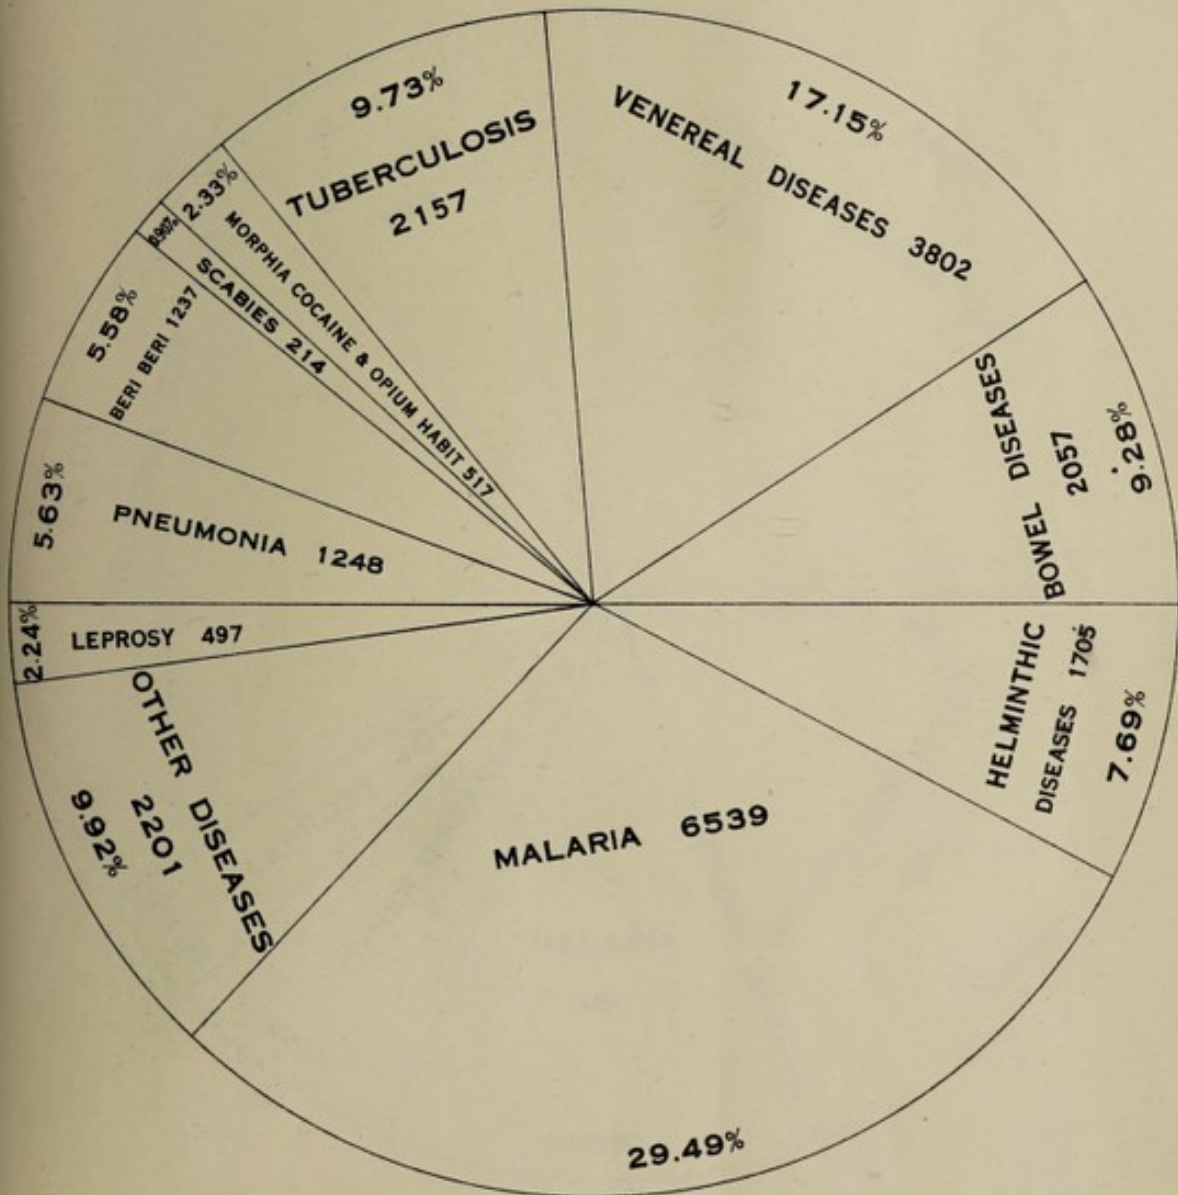 17.15%
VENEREAL DISEASES 3802
9.28%
BOWEL DISEASES
2057
HELMINTHIC
DISEASES 1705
7.69%
MALARIA 6539
29.49%
OTHER DISEASES
2201
9.92%
LEPROSY 497
2.24%
PNEUMONIA 1248
5.63%
BERI BERI 1237
5.58%
SCABIES 214
MORPHIA COCAINE & OPIUM HABIT 517
2.33%
9.73%
TUBERCULOSIS
2157